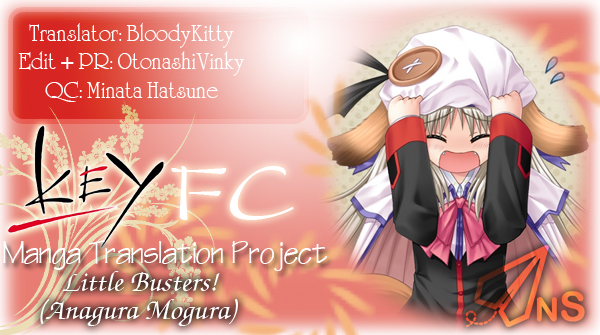 Translator: BloodyKitty
Edit + PR: OtonashiVinky
QC: Minata Hatsune
Key FC
Manga Translation Project
Little Busters!
(Anagura Mogura)
nS